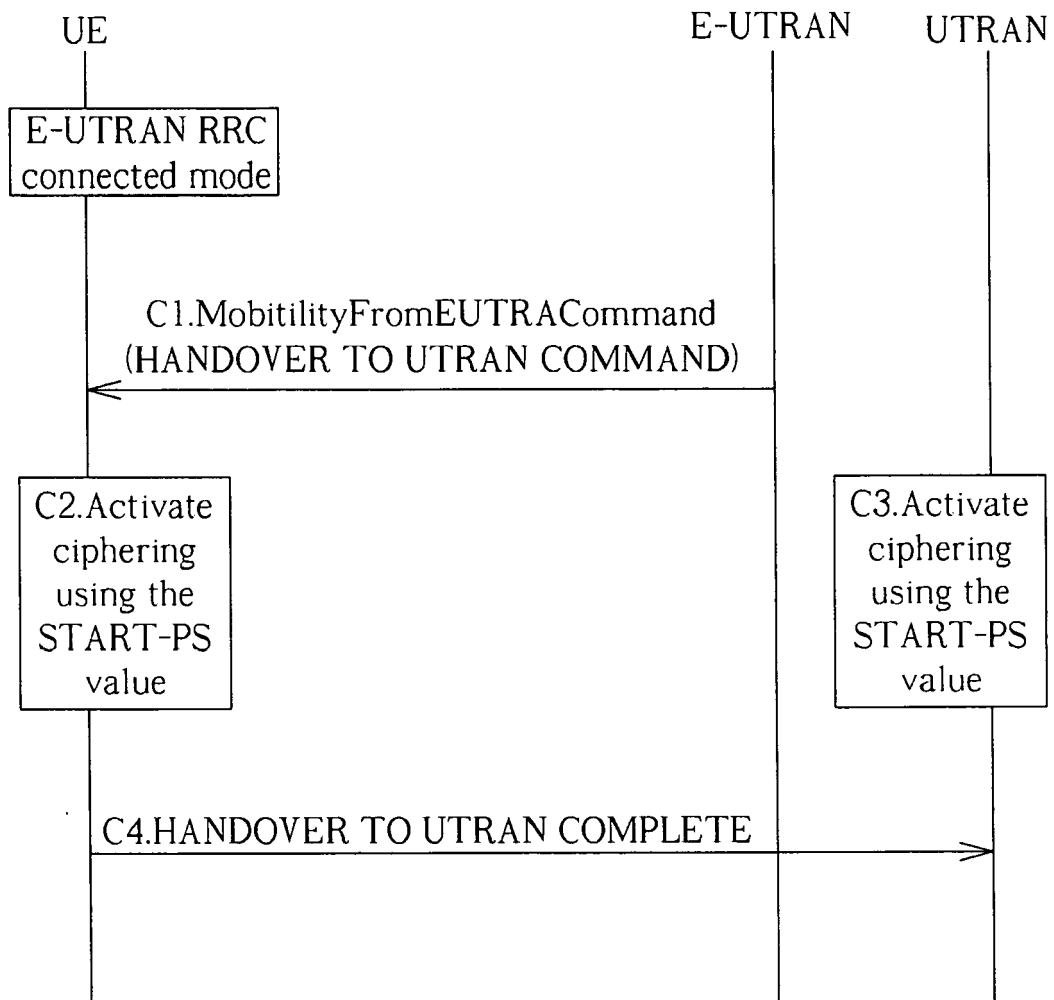 UE
E-UTRAN
UTRAN
E-UTRAN RRC
connected mode
C1.MobitilityFromEUTRACommand
(HANDOVER TO UTRAN COMMAND)
C2.Activate
ciphering
using the
START-PS
value
C3.Activate
ciphering
using the
START-PS
value
C4.HANDOVER TO UTRAN COMPLETE